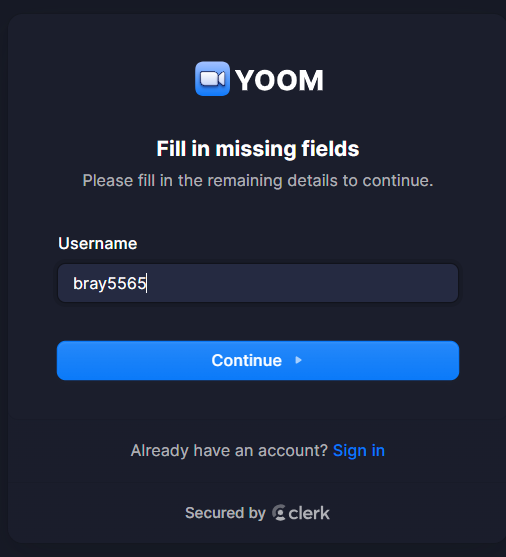 YOOM
Fill in missing fields
Please fill in the remaining details to continue.
Username
bray5565
Continue
Already have an account? Sign in
Secured by clerk